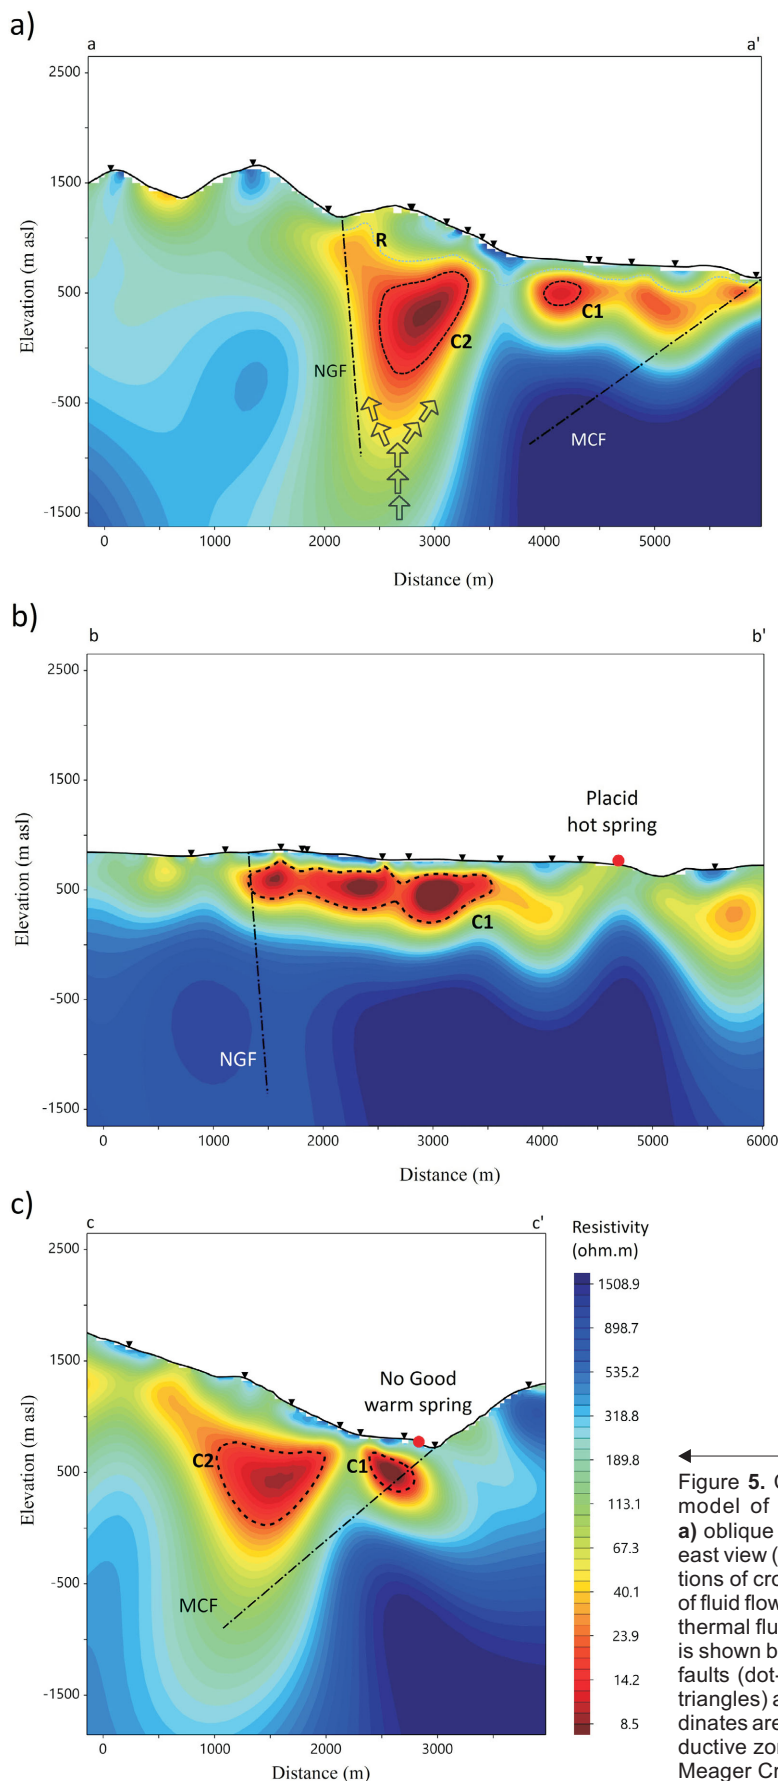 a)
a
a'
2500
1500
500
-500
-1500
Elevation (m asl)
R
C2
C1
NGF
MCF
0
1000
2000
3000
4000
5000
Distance (m)
b)
b
b'
2500
1500
500
-500
-1500
Elevation (m asl)
Placid
hot spring
C1
NGF
0
1000
2000
3000
4000
5000
6000
Distance (m)
c)
c
c'
2500
1500
500
-500
-1500
Elevation (m asl)
No Good
warm spring
C2
C1
MCF
0
1000
2000
3000
Distance (m)
Resistivity
(ohm.m)
1508.9
898.7
535.2
318.8
189.8
113.1
67.3
40.1
23.9
14.2
8.5
Figure 5.
model of
a) oblique
east view (
tions of cro
of fluid flow
thermal flu
is shown b
faults (dot-
triangles) a
dinates are
ductive zon
Meager Cr